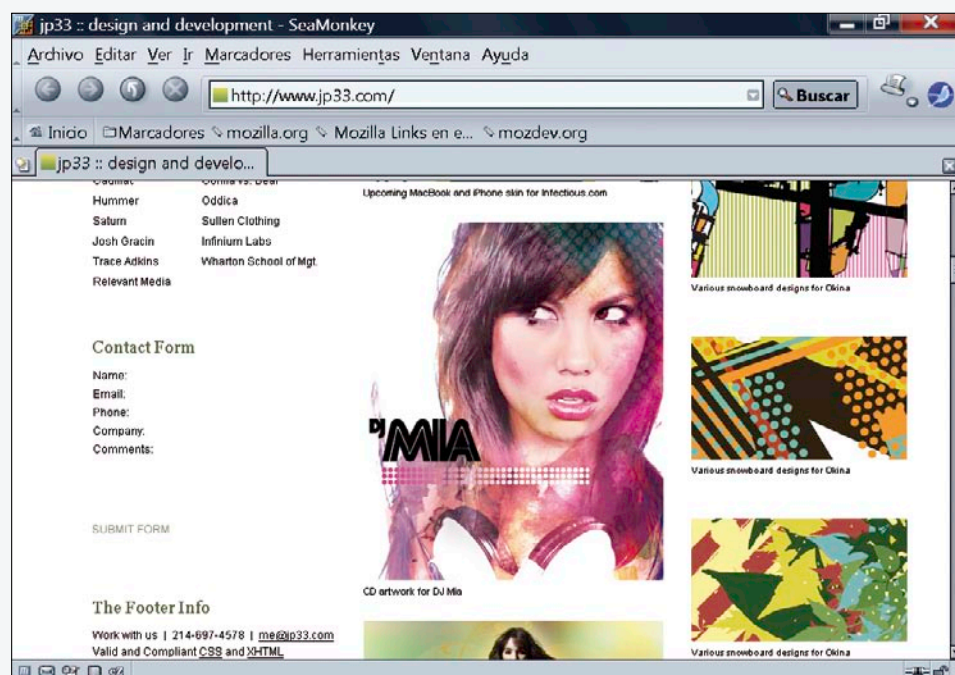 jp33 :: design and development - SeaMonkey
Archivo Editar Ver Ir Marcadores Herramientas Ventana Ayuda
http://www.jp33.com/
Buscar
Inicio Marcadores mozilla.org Mozilla Links en e... mozdev.org
jp33 :: design and develo...
Hummer Oddica
Saturn Sullen Clothing
Josh Gracin Infinium Labs
Trace Adkins Wharton School of Mgt.
Relevant Media
Contact Form
Name:
Email:
Phone:
Company:
Comments:
SUBMIT FORM
The Footer Info
Work with us | 214-697-4578 | me@jp33.com
Valid and Compliant CSS and XHTML
Upcoming MacBook and iPhone skin for Infectious.com
DJ MIA
CD artwork for DJ Mia
Various snowboard designs for Okina
Various snowboard designs for Okina
Various snowboard designs for Okina